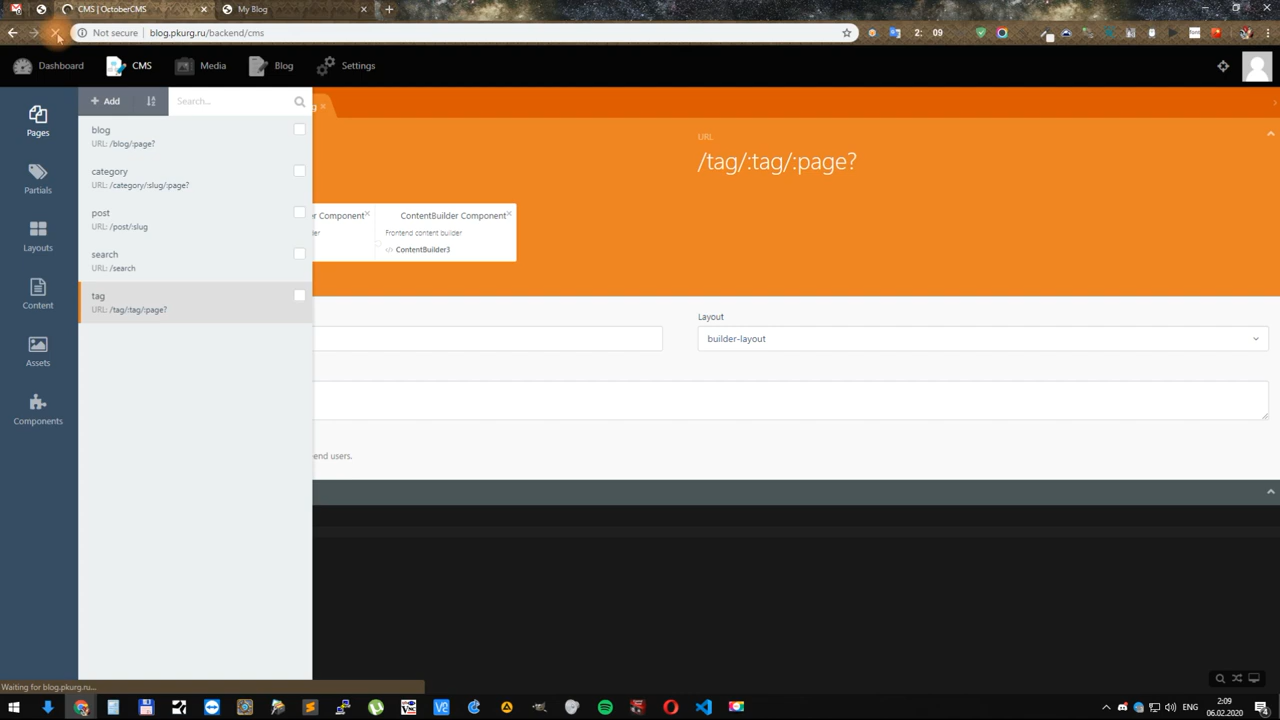 CMS | OctoberCMS
My Blog
Not secure
blog.pkurg.ru/backend/cms
2: 09
Dashboard
CMS
Media
Blog
Settings
Add
Search...
Pages
Partials
Layouts
Content
Assets
Components
blog
URL: /blog/:page?
category
URL: /category/:slug/:page?
post
URL: /post/:slug
search
URL: /search
tag
URL: /tag/:tag/:page?
URL
/tag/:tag/:page?
er Component
ContentBuilder Component
Frontend content builder
ContentBuilder3
Layout
builder-layout
end users.
Waiting for blog.pkurg.ru...
ENG
2:09
06.02.2020